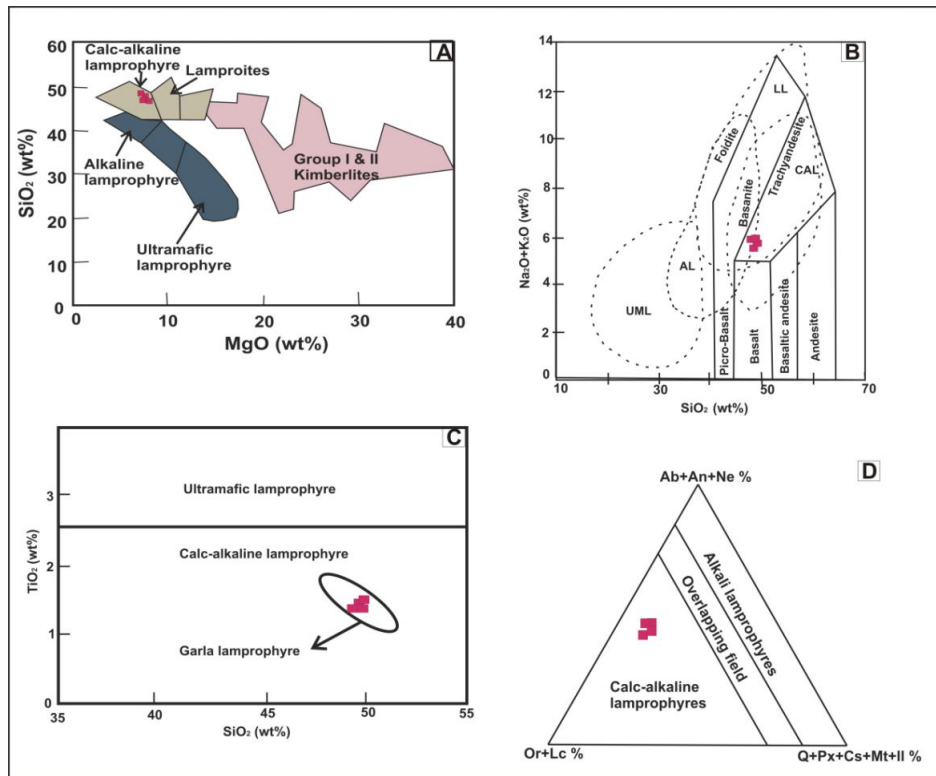 A
60
50
40
30
20
10
0
SiO₂ (wt%)
Calc-alkaline
lamprophyre
Lamproites
Alkaline
lamprophyre
Ultramafic
lamprophyre
Group I & II
Kimberlites
0
10
20
30
40
MgO (wt%)
B
14
12
10
8
6
4
2
0
Na₂O+K₂O (wt%)
Foidite
LL
Basanite
Trachyandesite
CAL
AL
UML
Picro-Basalt
Basalt
Basaltic andesite
Andesite
10
30
50
70
SiO₂ (wt%)
C
3
2
1
0
TiO₂ (wt%)
Ultramafic lamprophyre
Calc-alkaline lamprophyre
Garla lamprophyre
35
40
45
50
55
SiO₂ (wt%)
D
Ab+An+Ne %
Alkali lamprophyres
Overlapping field
Calc-alkaline
lamprophyres
Or+Lc %
Q+Px+Cs+Mt+Il %